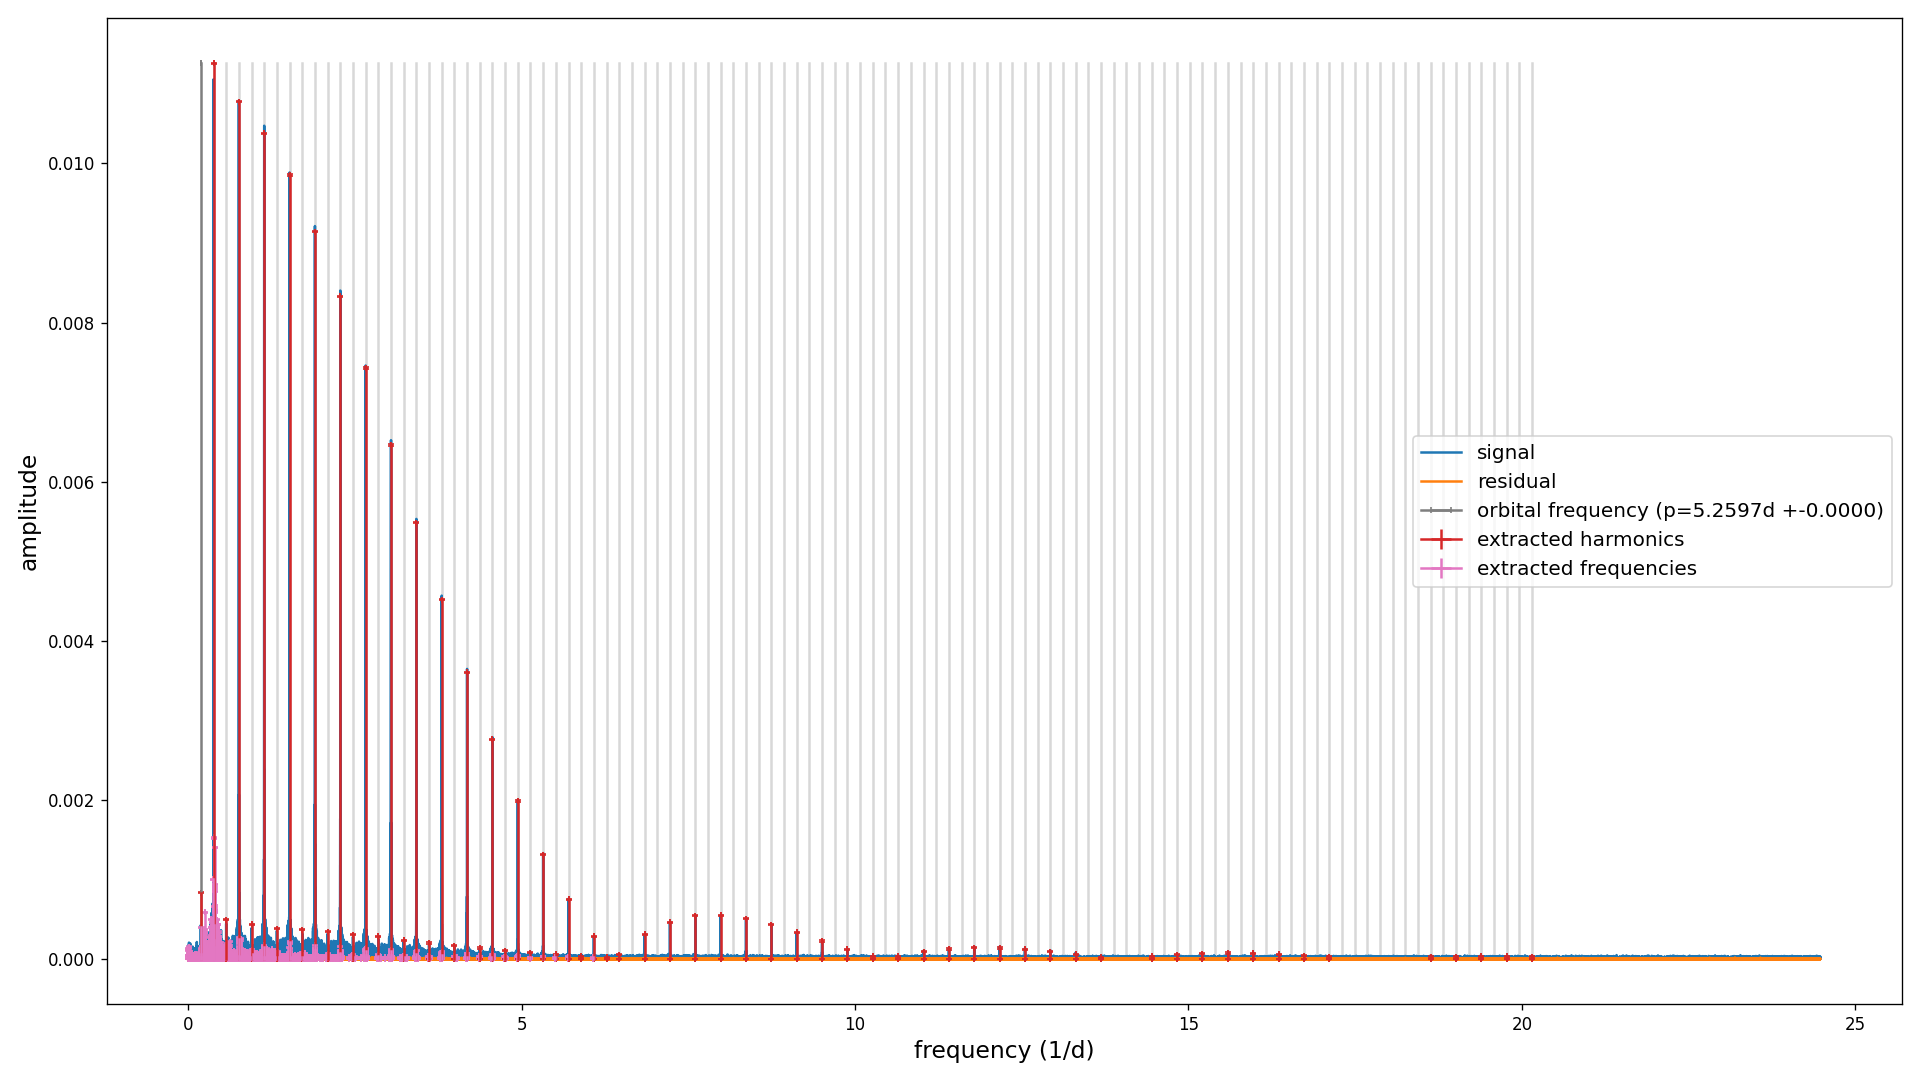 amplitude
0.010
0.008
0.006
0.004
0.002
0.000
0 5 10 15 20 25
frequency (1/d)
signal
residual
orbital frequency (p=5.2597d +-0.0000)
extracted harmonics
extracted frequencies